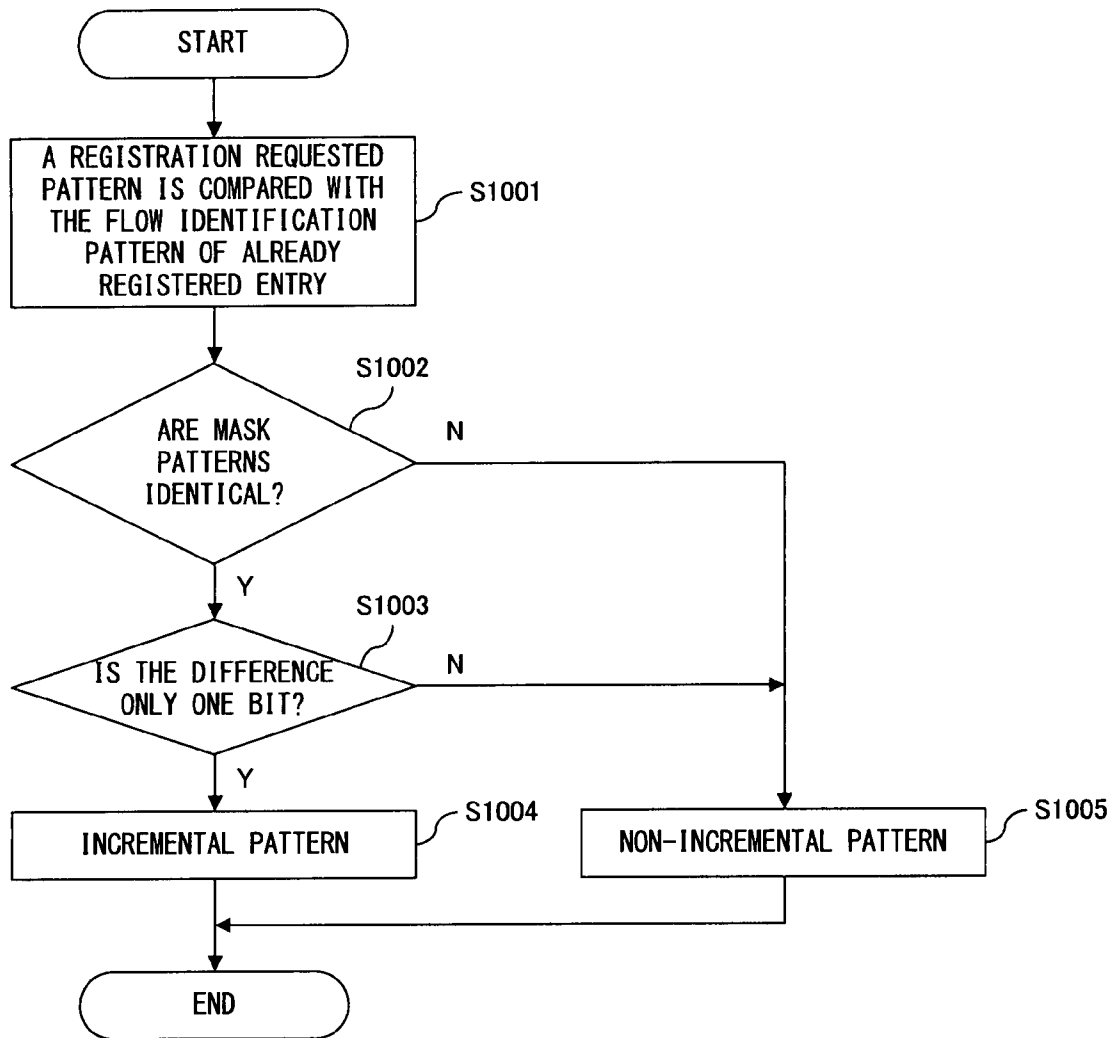 START
A REGISTRATION REQUESTED
PATTERN IS COMPARED WITH
THE FLOW IDENTIFICATION
PATTERN OF ALREADY
REGISTERED ENTRY
S1001
S1002
ARE MASK
PATTERNS
IDENTICAL?
N
Y
S1003
IS THE DIFFERENCE
ONLY ONE BIT?
N
Y
S1004
INCREMENTAL PATTERN
S1005
NON-INCREMENTAL PATTERN
END